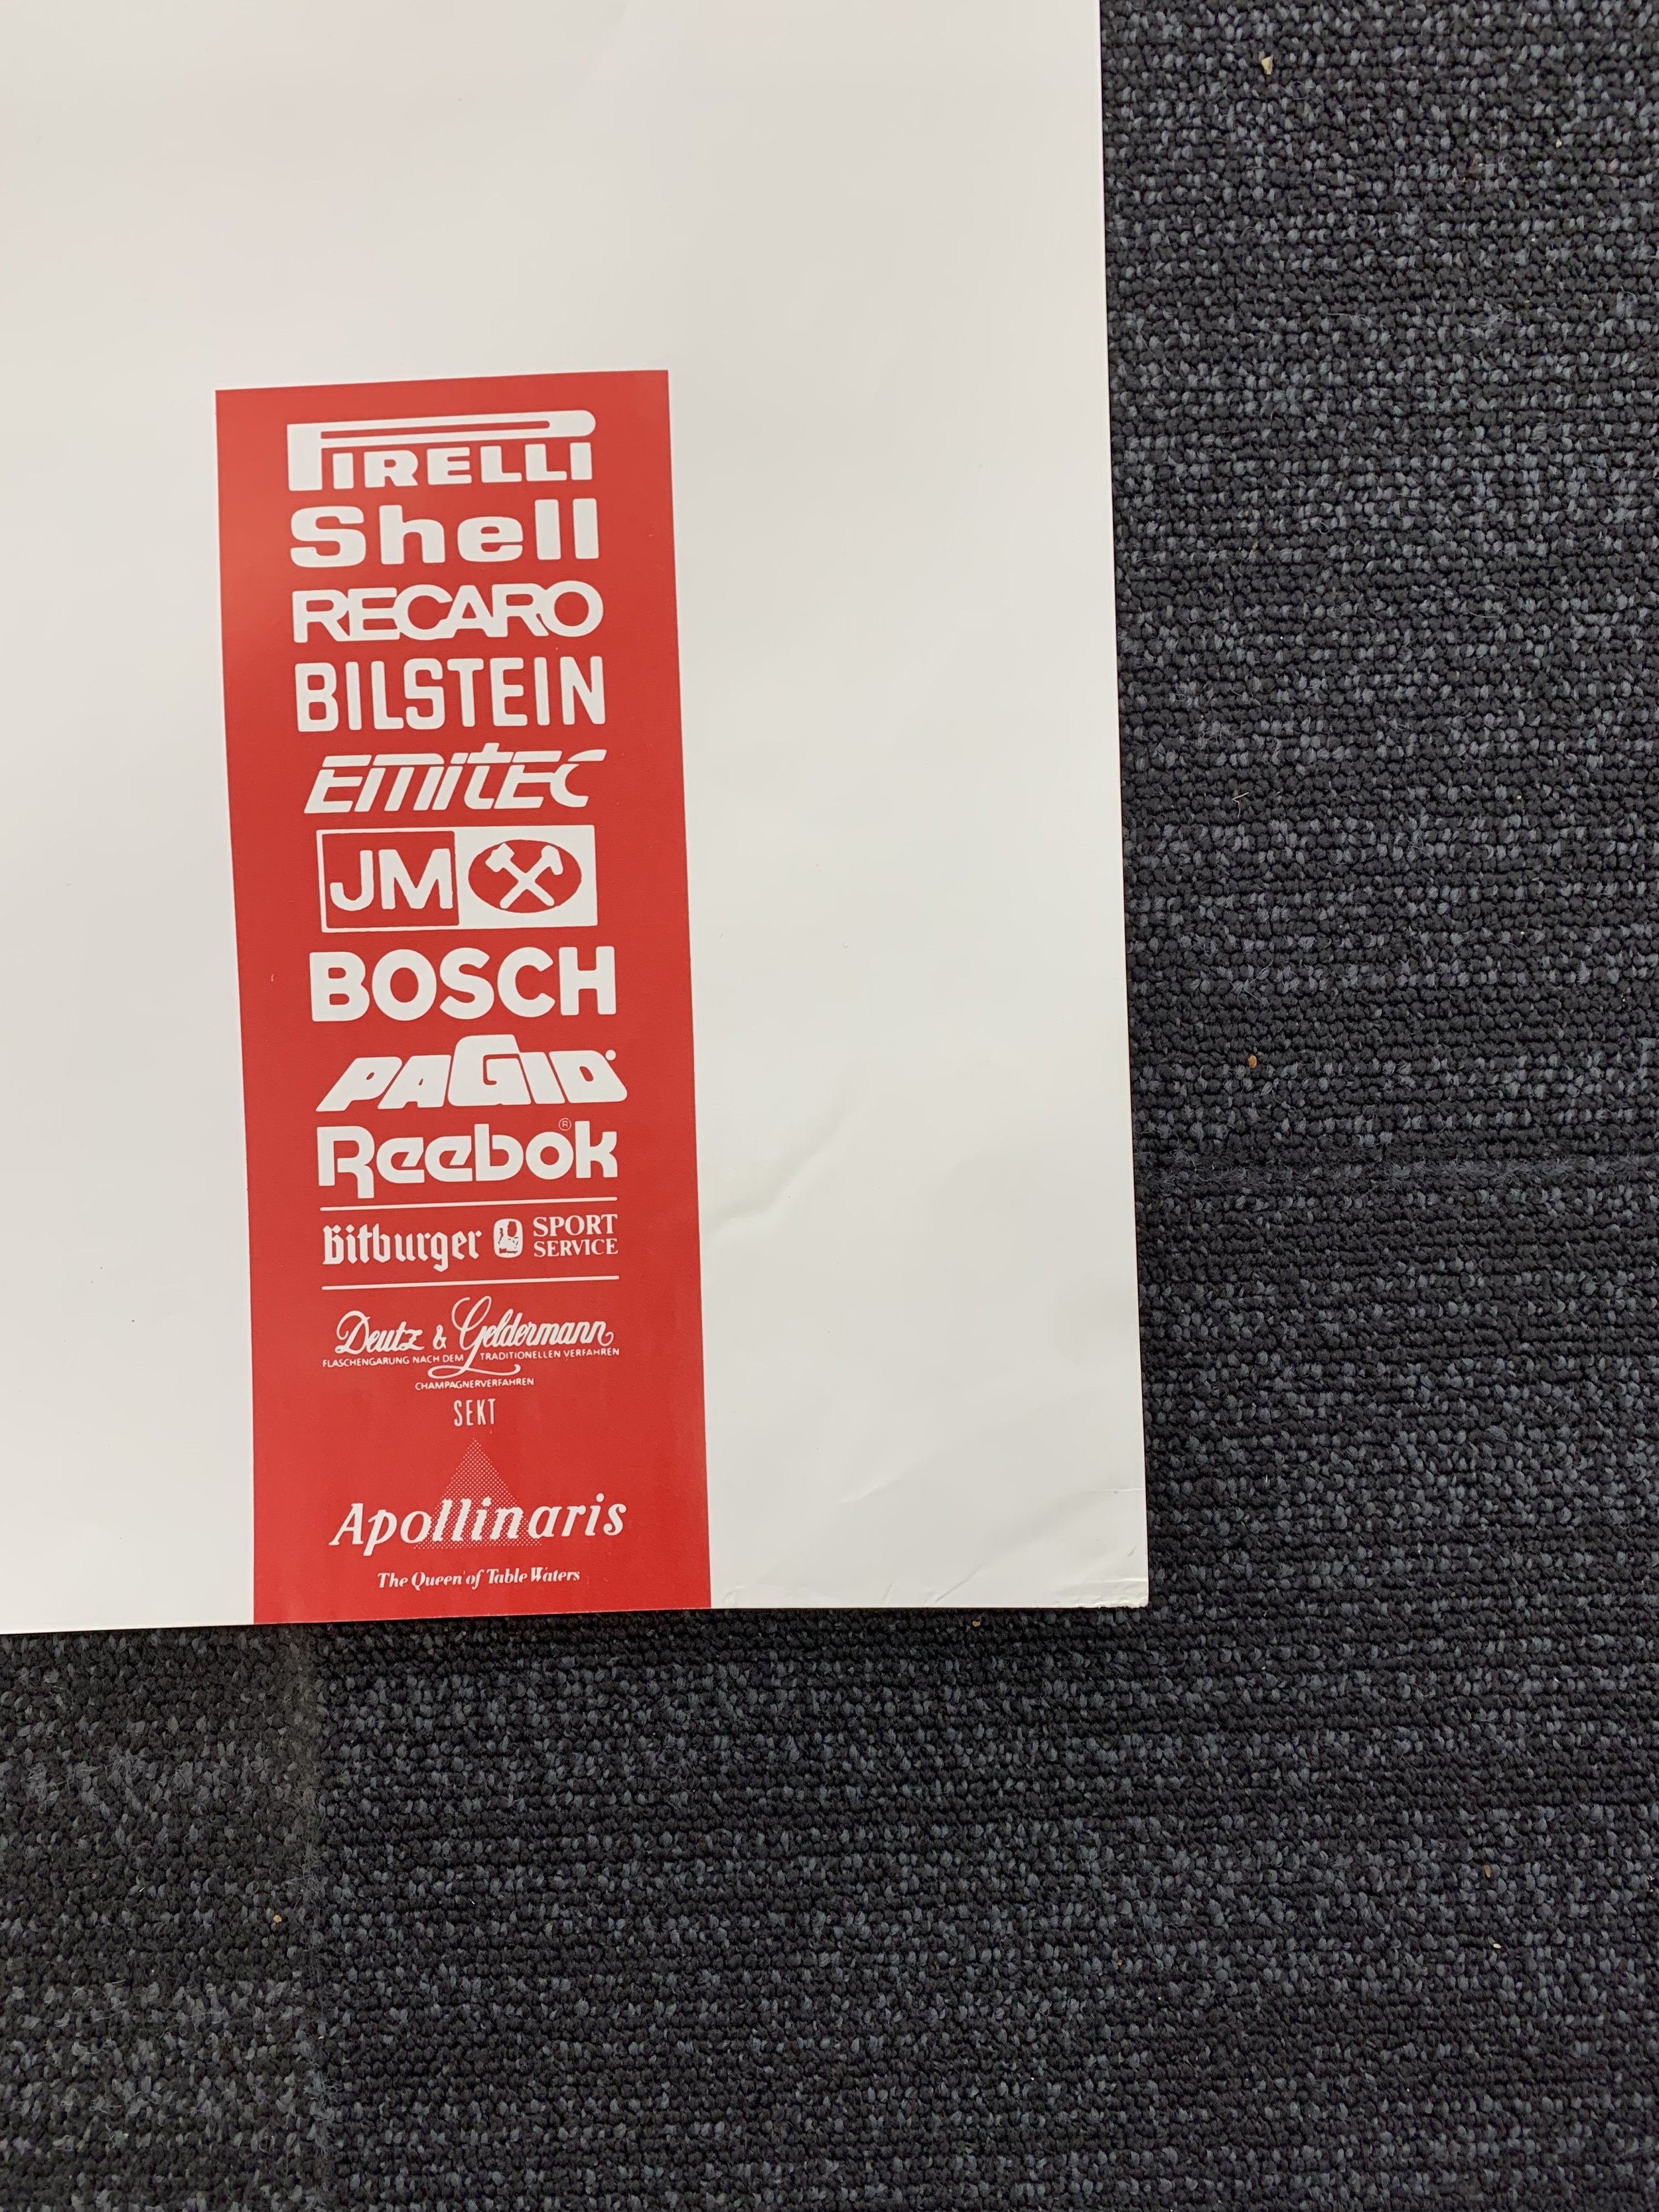 PIRELLI
Shell
RECARO
BILSTEIN
EMITEC
JM
BOSCH
PAGID
Reebok®
Bitburger SPORT SERVICE
Deutz & Geldermann
FLASCHENGARUNG NACH DEM TRADITIONELLEN VERFAHREN
CHAMPAGNERVERFAHREN
SEKT
Apollinaris
The Queen of Table Waters